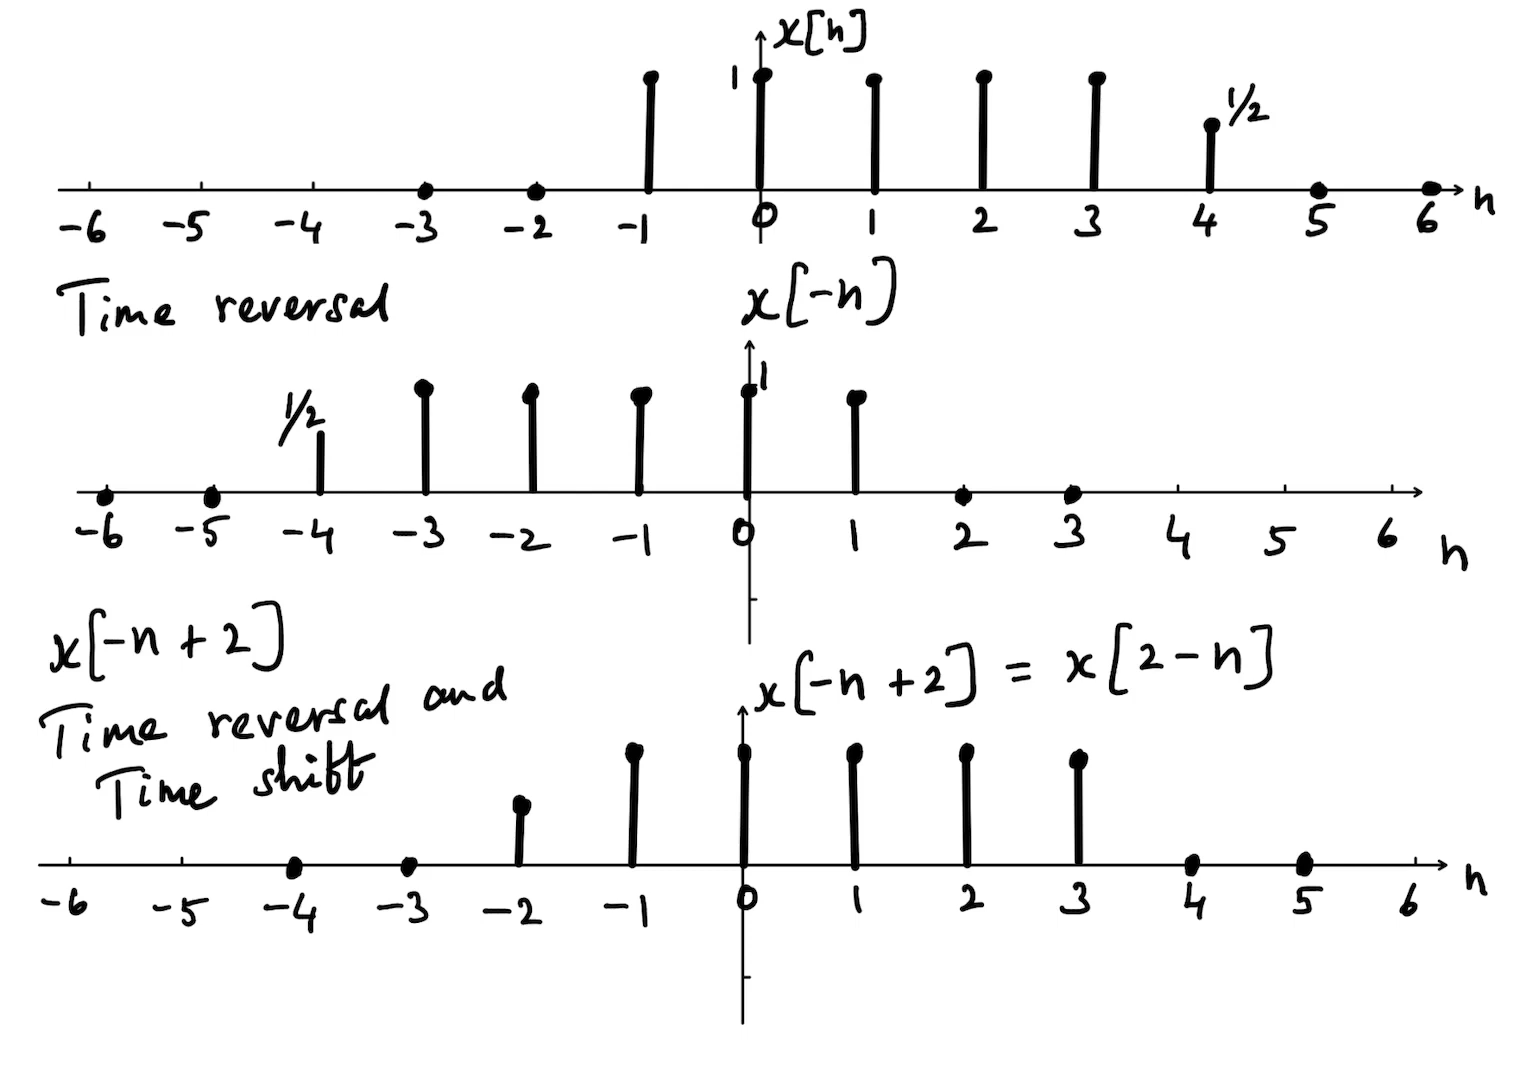 x[n]
1
1/2
-6 -5 -4 -3 -2 -1 0 1 2 3 4 5 6 n
Time reversal
x[-n]
1
1/2
-6 -5 -4 -3 -2 -1 0 1 2 3 4 5 6 n
x[-n + 2]
Time reversal and
Time shift
x[-n + 2] = x[2 - n]
-6 -5 -4 -3 -2 -1 0 1 2 3 4 5 6 n